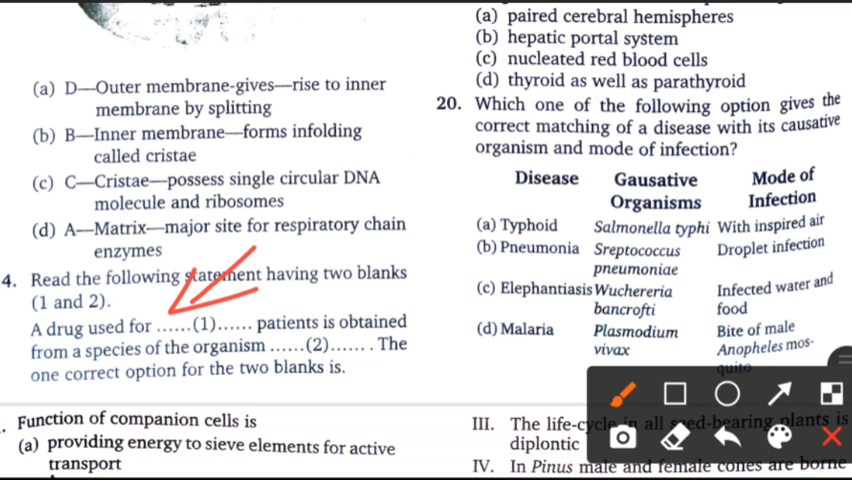 (a) D—Outer membrane-gives—rise to inner
membrane by splitting
(b) B—Inner membrane—forms infolding
called cristae
(c) C—Cristae—possess single circular DNA
molecule and ribosomes
(d) A—Matrix—major site for respiratory chain
enzymes
4. Read the following statement having two blanks
(1 and 2).
A drug used for ......(1)...... patients is obtained
from a species of the organism ......(2)....... . The
one correct option for the two blanks is.
. Function of companion cells is
(a) providing energy to sieve elements for active
transport
(a) paired cerebral hemispheres
(b) hepatic portal system
(c) nucleated red blood cells
(d) thyroid as well as parathyroid
20. Which one of the following option gives the
correct matching of a disease with its causative
organism and mode of infection?
Disease Gausative Mode of
Organisms Infection
(a) Typhoid Salmonella typhi With inspired air
(b) Pneumonia Sreptococcus Droplet infection
pneumoniae
(c) Elephantiasis Wuchereria Infected water and
bancrofti food
(d) Malaria Plasmodium Bite of male
vivax Anopheles mos-
quito
III. The life-cycle in all seed-bearing plants is
diplontic
IV. In Pinus male and female cones are borne